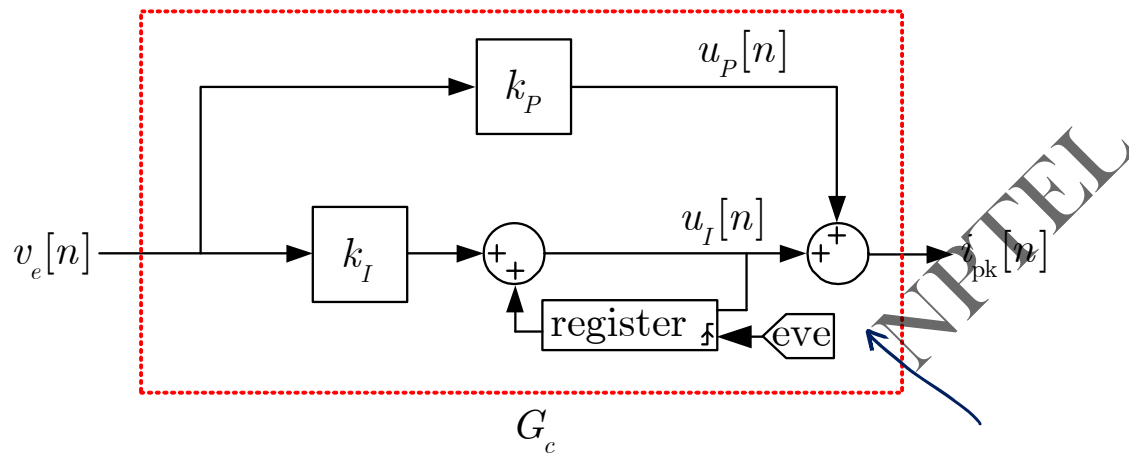 u_P[n]
k_P
v_e[n]
k_I
+
+
u_I[n]
+
+
i_pk[n]
register
eve
G_c
NPTEL